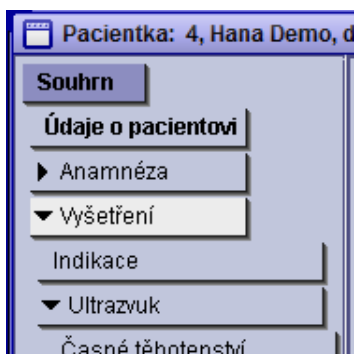 Pacientka: 4, Hana Demo, d
Souhrn
Údaje o pacientovi
Anamnéza
Vyšetření
Indikace
Ultrazvuk
Časné těhotenství